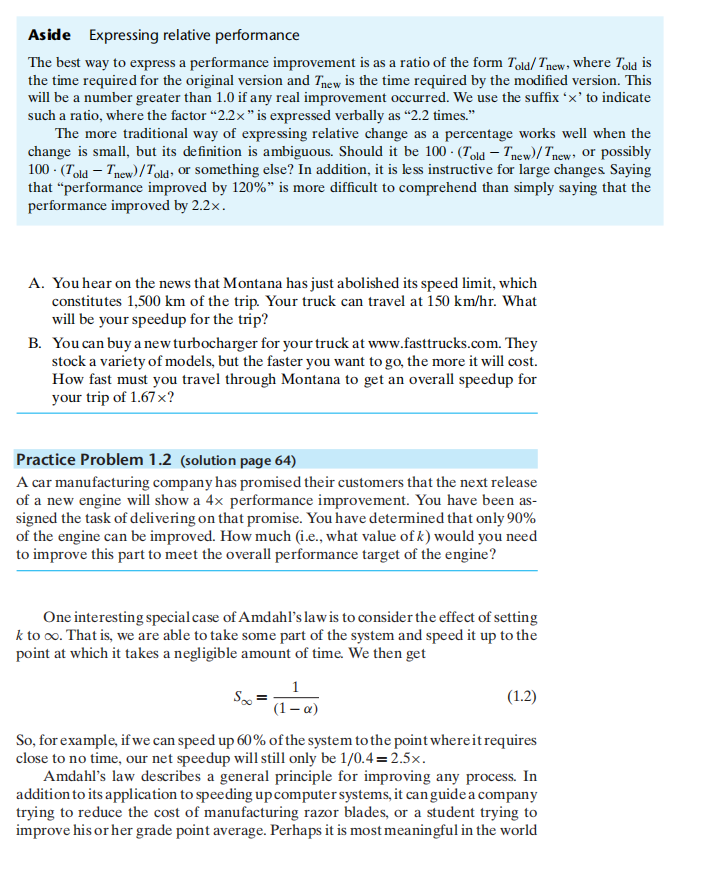 Aside Expressing relative performance
The best way to express a performance improvement is as a ratio of the form Told/Tnew, where Told is
the time required for the original version and Tnew is the time required by the modified version. This
will be a number greater than 1.0 if any real improvement occurred. We use the suffix ‘×’ to indicate
such a ratio, where the factor “2.2×” is expressed verbally as “2.2 times.”
The more traditional way of expressing relative change as a percentage works well when the
change is small, but its definition is ambiguous. Should it be 100 · (Told − Tnew)/Tnew, or possibly
100 · (Told − Tnew)/Told, or something else? In addition, it is less instructive for large changes. Saying
that “performance improved by 120%” is more difficult to comprehend than simply saying that the
performance improved by 2.2×.
A. You hear on the news that Montana has just abolished its speed limit, which
constitutes 1,500 km of the trip. Your truck can travel at 150 km/hr. What
will be your speedup for the trip?
B. You can buy a new turbocharger for your truck at www.fasttrucks.com. They
stock a variety of models, but the faster you want to go, the more it will cost.
How fast must you travel through Montana to get an overall speedup for
your trip of 1.67×?
Practice Problem 1.2 (solution page 64)
A car manufacturing company has promised their customers that the next release
of a new engine will show a 4× performance improvement. You have been as-
signed the task of delivering on that promise. You have determined that only 90%
of the engine can be improved. How much (i.e., what value of k) would you need
to improve this part to meet the overall performance target of the engine?
One interesting special case of Amdahl’s law is to consider the effect of setting
k to ∞. That is, we are able to take some part of the system and speed it up to the
point at which it takes a negligible amount of time. We then get
S∞ = 1 / (1 − α) (1.2)
So, for example, if we can speed up 60% of the system to the point where it requires
close to no time, our net speedup will still only be 1/0.4 = 2.5×.
Amdahl’s law describes a general principle for improving any process. In
addition to its application to speeding up computer systems, it can guide a company
trying to reduce the cost of manufacturing razor blades, or a student trying to
improve his or her grade point average. Perhaps it is most meaningful in the world